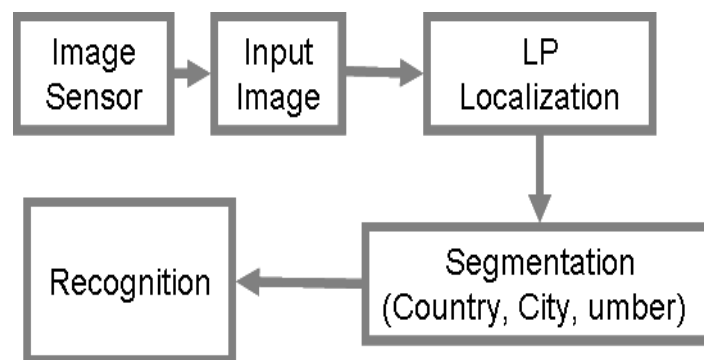 Image
Sensor
Input
Image
LP
Localization
Segmentation
(Country, City, umber)
Recognition